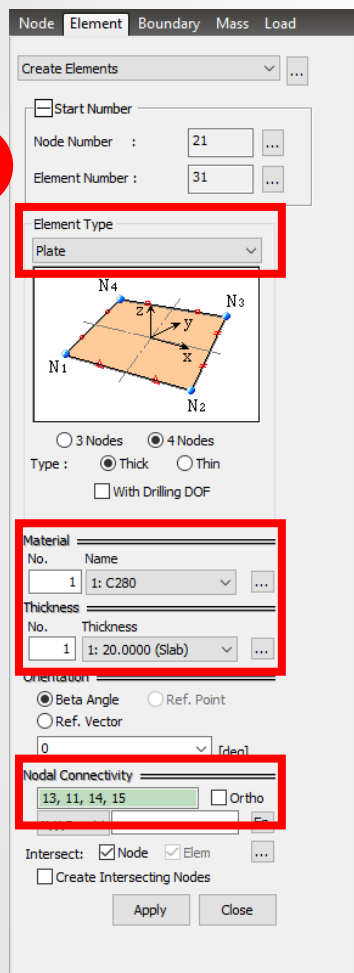 Node Element Boundary Mass Load
Create Elements ...
Start Number
Node Number : 21 ...
Element Number : 31 ...
Element Type
Plate
N4
z
N3
y
x
N1
N2
3 Nodes 4 Nodes
Type : Thick Thin
With Drilling DOF
Material
No. Name
1 1: C280 ...
Thickness
No. Thickness
1 1: 20.0000 (Slab) ...
Orientation
Beta Angle Ref. Point
Ref. Vector
0 [deg]
Nodal Connectivity
13, 11, 14, 15 Ortho
Intersect: Node Elem ...
Create Intersecting Nodes
Apply Close